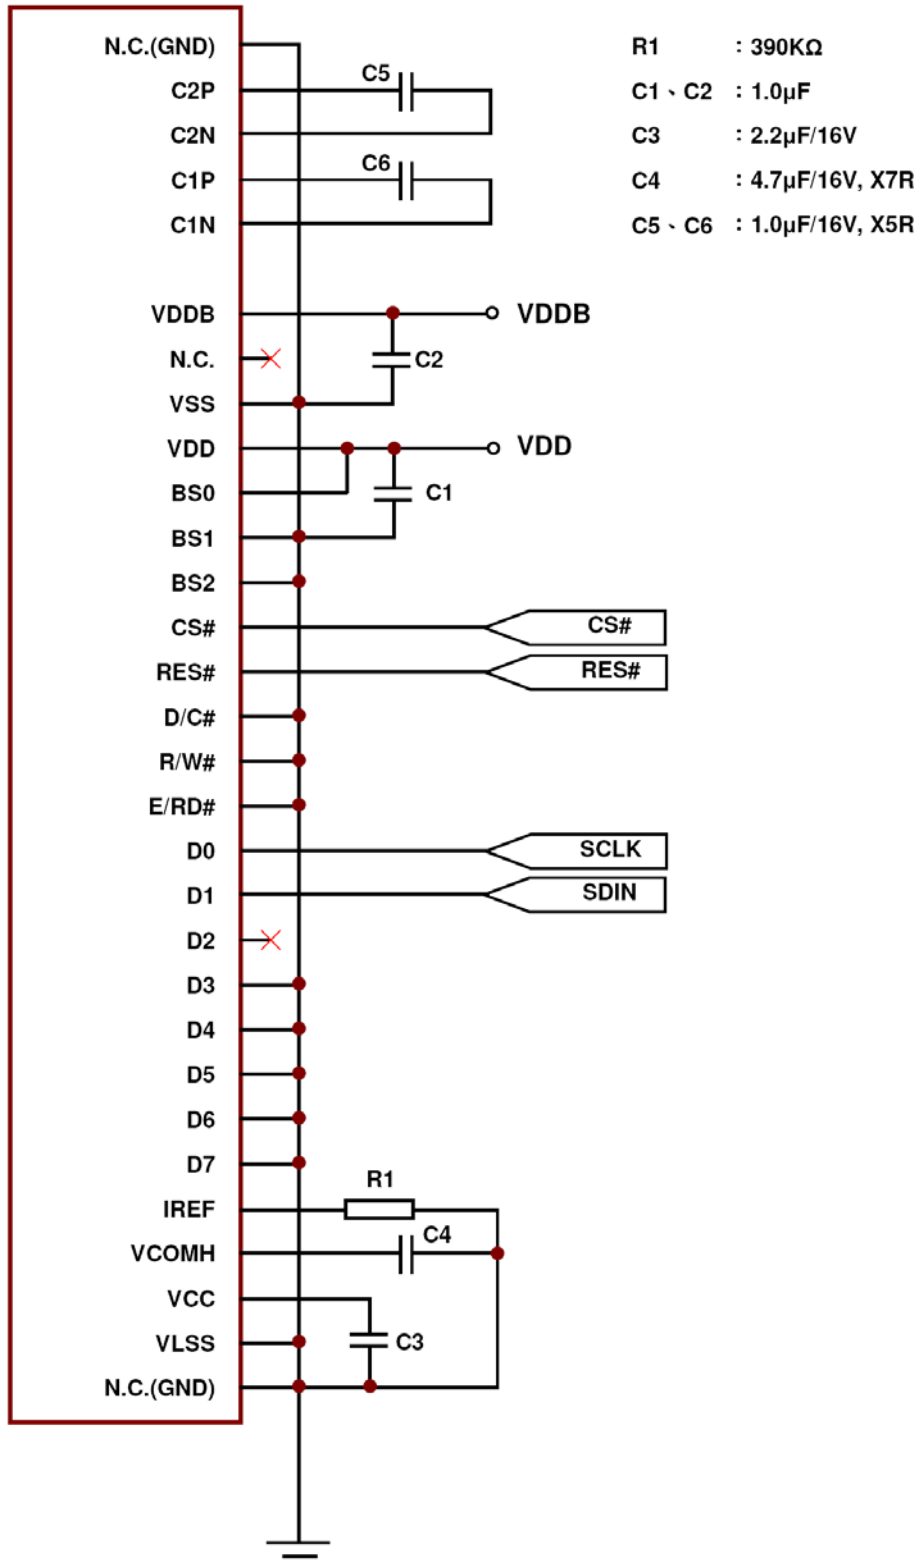 N.C.(GND)
C2P
C2N
C1P
C1N
VDDB
N.C.
VSS
VDD
BS0
BS1
BS2
CS#
RES#
D/C#
R/W#
E/RD#
D0
D1
D2
D3
D4
D5
D6
D7
IREF
VCOMH
VCC
VLSS
N.C.(GND)
C5
C6
VDDB
C2
VDD
C1
CS#
RES#
SCLK
SDIN
R1
C4
C3
R1 : 390KΩ
C1、C2 : 1.0μF
C3 : 2.2μF/16V
C4 : 4.7μF/16V, X7R
C5、C6 : 1.0μF/16V, X5R